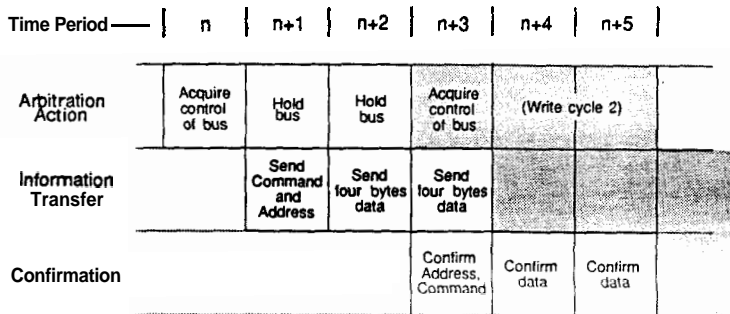 Time Period n n+1 n+2 n+3 n+4 n+5
Arbitration
Action
Acquire
control
of bus
Hold
bus
Hold
bus
Acquire
control
of bus
(Write cycle 2)
Information
Transfer
Send
Command
and
Address
Send
four bytes
data
Send
four bytes
data
Confirmation
Confirm
Address,
Command
Confirm
data
Confirm
data